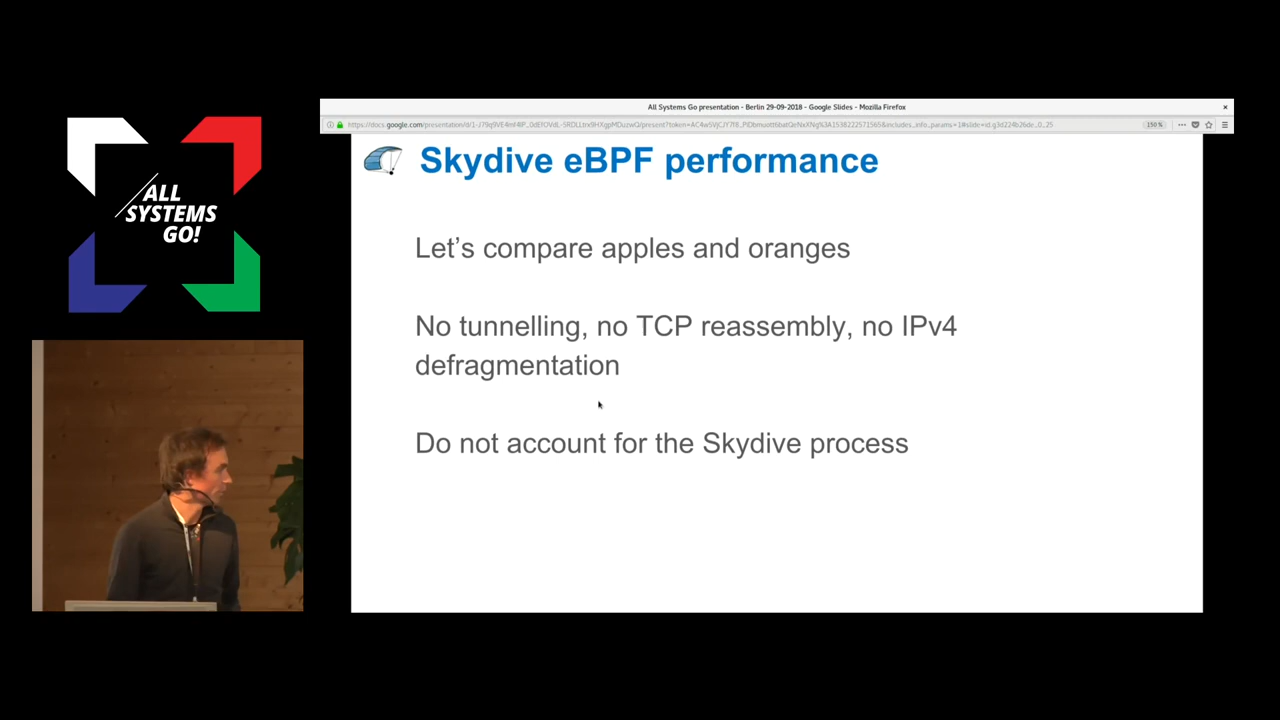 All Systems Go presentation - Berlin 29-09-2018 - Google Slides - Mozilla Firefox
150%
ALL
SYSTEMS
GO!
Skydive eBPF performance
Let's compare apples and oranges
No tunnelling, no TCP reassembly, no IPv4
defragmentation
Do not account for the Skydive process